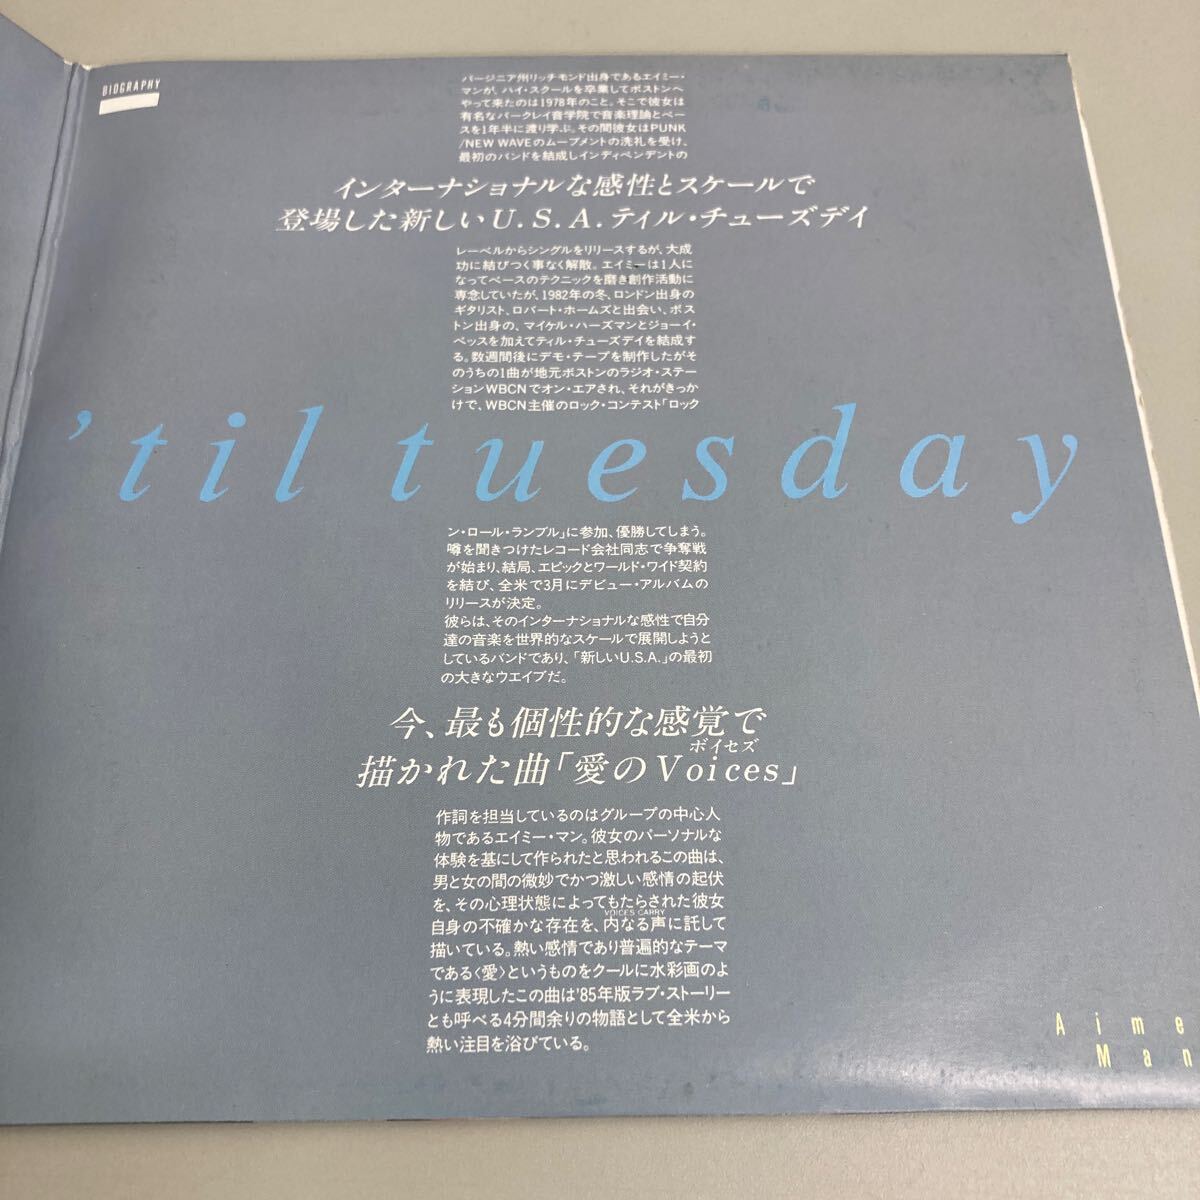 BIOGRAPHY
バージニア州リッチモンド出身であるエイミー・
マンが、ハイ・スクールを卒業してボストンへ
やって来たのは1978年のこと。そこで彼女は
有名なバークレイ音学院で音楽理論とベー
スを1年半に渡り学ぶ。その間彼女はPUNK
/NEW WAVEのムーブメントの洗礼を受け、
最初のバンドを結成しインディペンデントの
インターナショナルな感性とスケールで
登場した新しいU.S.A.ティル・チューズデイ
レーベルからシングルをリリースするが、大成
功に結びつく事なく解散。エイミーは1人に
なってベースのテクニックを磨き創作活動に
専念していたが、1982年の冬、ロンドン出身の
ギタリスト、ロバート・ホームズと出会い、ボス
トン出身の、マイケル・ハーズマンとジョーイ・
ペッスを加えてティル・チューズデイを結成す
る。数週間後にデモ・テープを制作したがそ
のうちの1曲が地元ボストンのラジオ・ステー
ションWBCNでオン・エアされ、それがきっか
けで、WBCN主催のロック・コンテスト「ロック
'til tuesday
ン・ロール・ランブル」に参加、優勝してしまう。
噂を聞きつけたレコード会社同志で争奪戦
が始まり、結局、エピックとワールド・ワイド契約
を結び、全米で3月にデビュー・アルバムの
リリースが決定。
彼らは、そのインターナショナルな感性で自分
達の音楽を世界的なスケールで展開しようと
しているバンドであり、「新しいU.S.A.」の最初
の大きなウエイブだ。
今、最も個性的な感覚で
ボイセズ
描かれた曲「愛のVoices」
作詞を担当しているのはグループの中心人
物であるエイミー・マン。彼女のパーソナルな
体験を基にして作られたと思われるこの曲は、
男と女の間の微妙でかつ激しい感情の起伏
を、その心理状態によってもたらされた彼女
VOICES CARRY
自身の不確かな存在を、内なる声に託して
描いている。熱い感情であり普遍的なテーマ
である〈愛〉というものをクールに水彩画のよ
うに表現したこの曲は'85年版ラブ・ストーリー
とも呼べる4分間余りの物語として全米から
熱い注目を浴びている。
Aime
Man